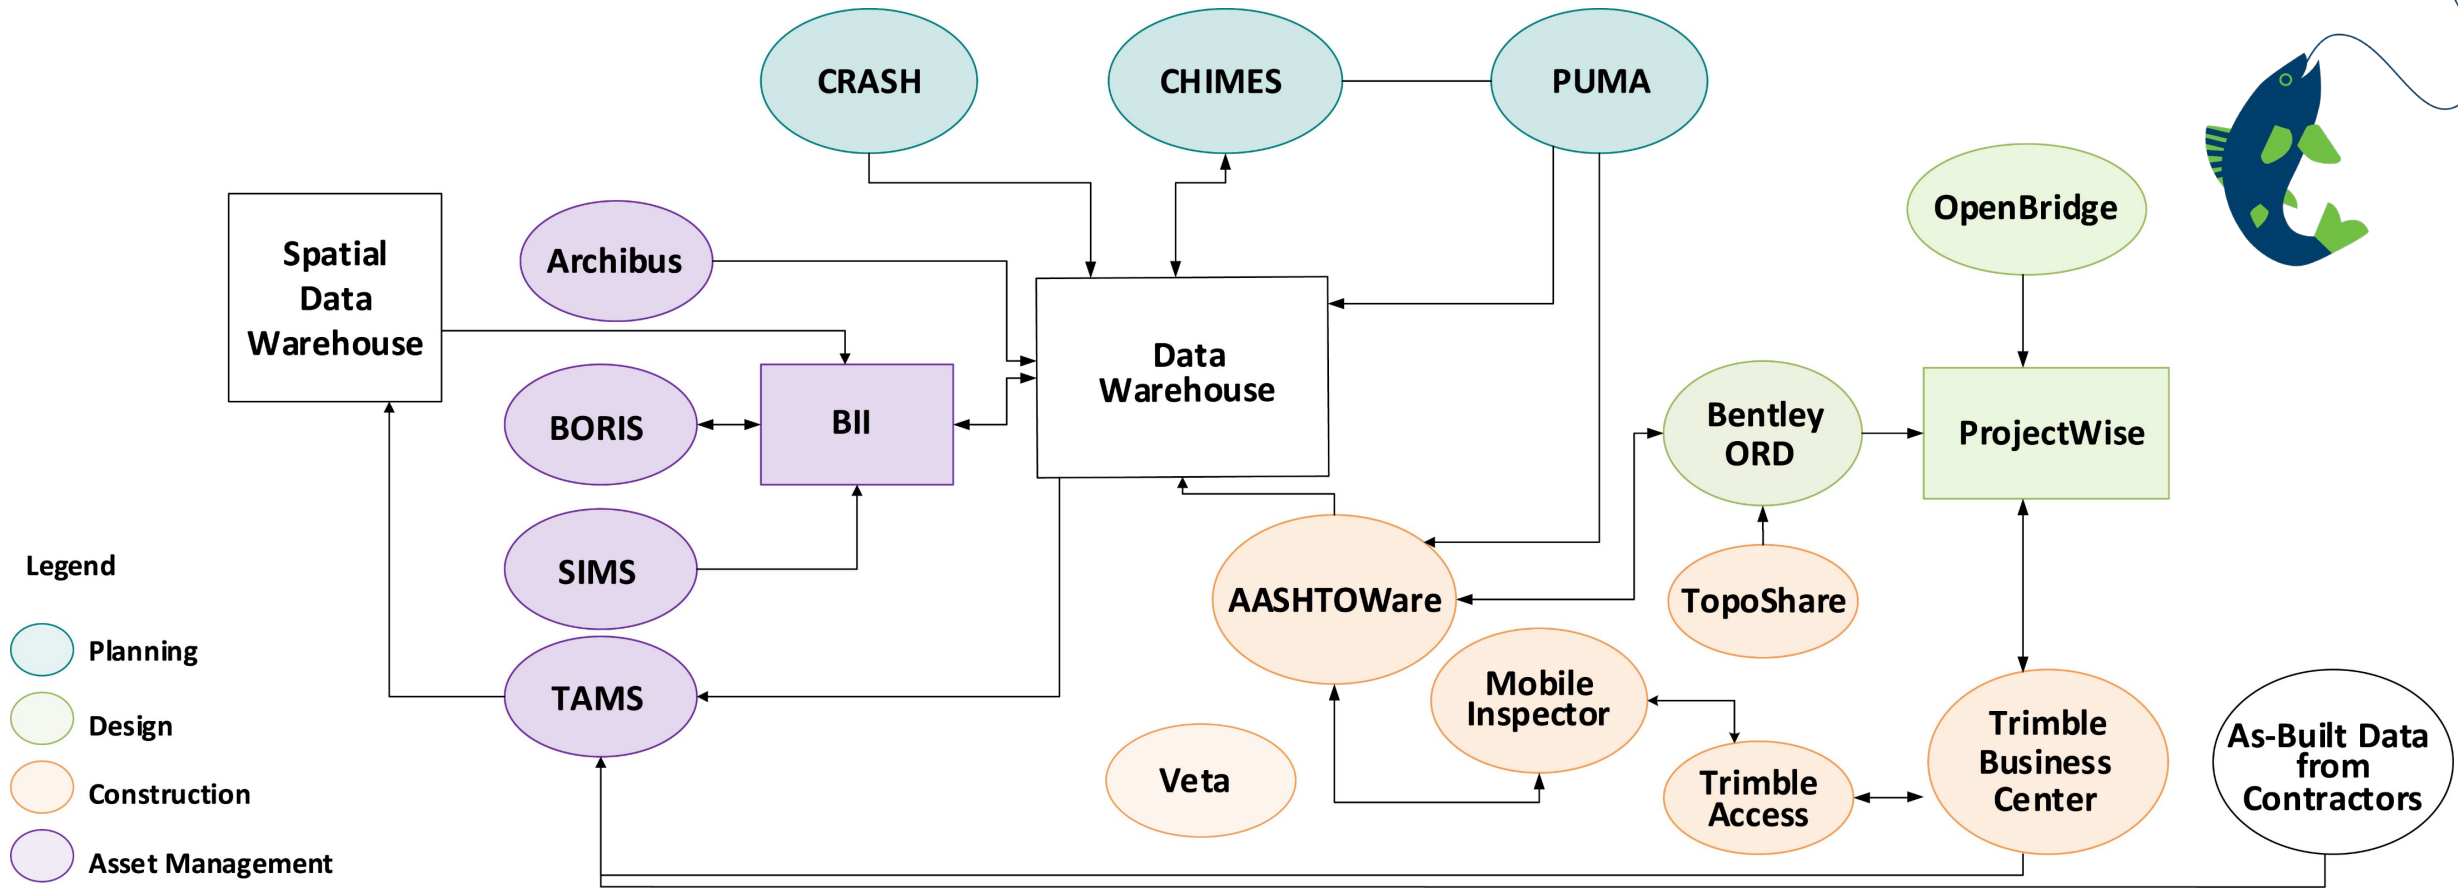 CRASH
CHIMES
PUMA
OpenBridge
Spatial
Data
Warehouse
Archibus
Data
Warehouse
BORIS
BII
Bentley
ORD
ProjectWise
SIMS
AASHTOWare
TopoShare
TAMS
Mobile
Inspector
Veta
Trimble
Access
Trimble
Business
Center
As-Built Data
from
Contractors
Legend
Planning
Design
Construction
Asset Management